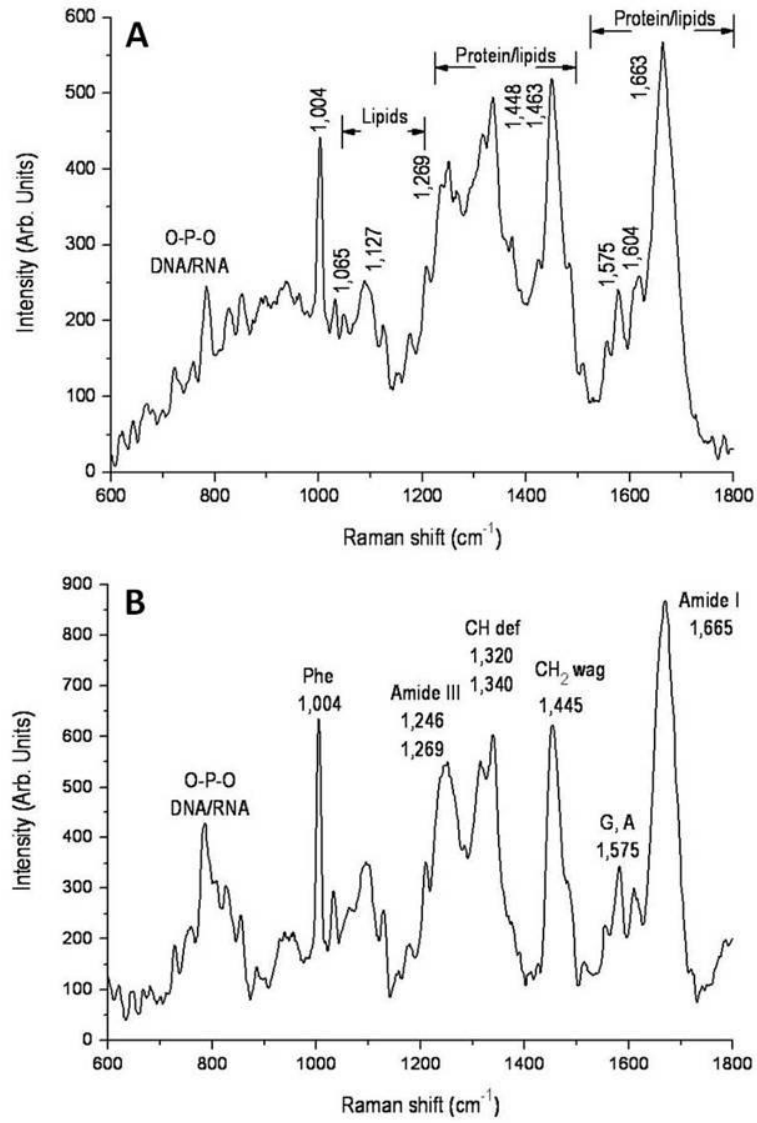 A
Protein/lipids
Protein/lipids
Lipids
1,004
1,065
1,127
1,269
1,448
1,463
1,575
1,604
1,663
O-P-O
DNA/RNA
Intensity (Arb. Units)
600
500
400
300
200
100
0
600 800 1000 1200 1400 1600 1800
Raman shift (cm⁻¹)
B
O-P-O
DNA/RNA
Phe
1,004
Amide III
1,246
1,269
CH def
1,320
1,340
CH₂ wag
1,445
G, A
1,575
Amide I
1,665
Intensity (Arb. Units)
900
800
700
600
500
400
300
200
100
0
600 800 1000 1200 1400 1600 1800
Raman shift (cm⁻¹)